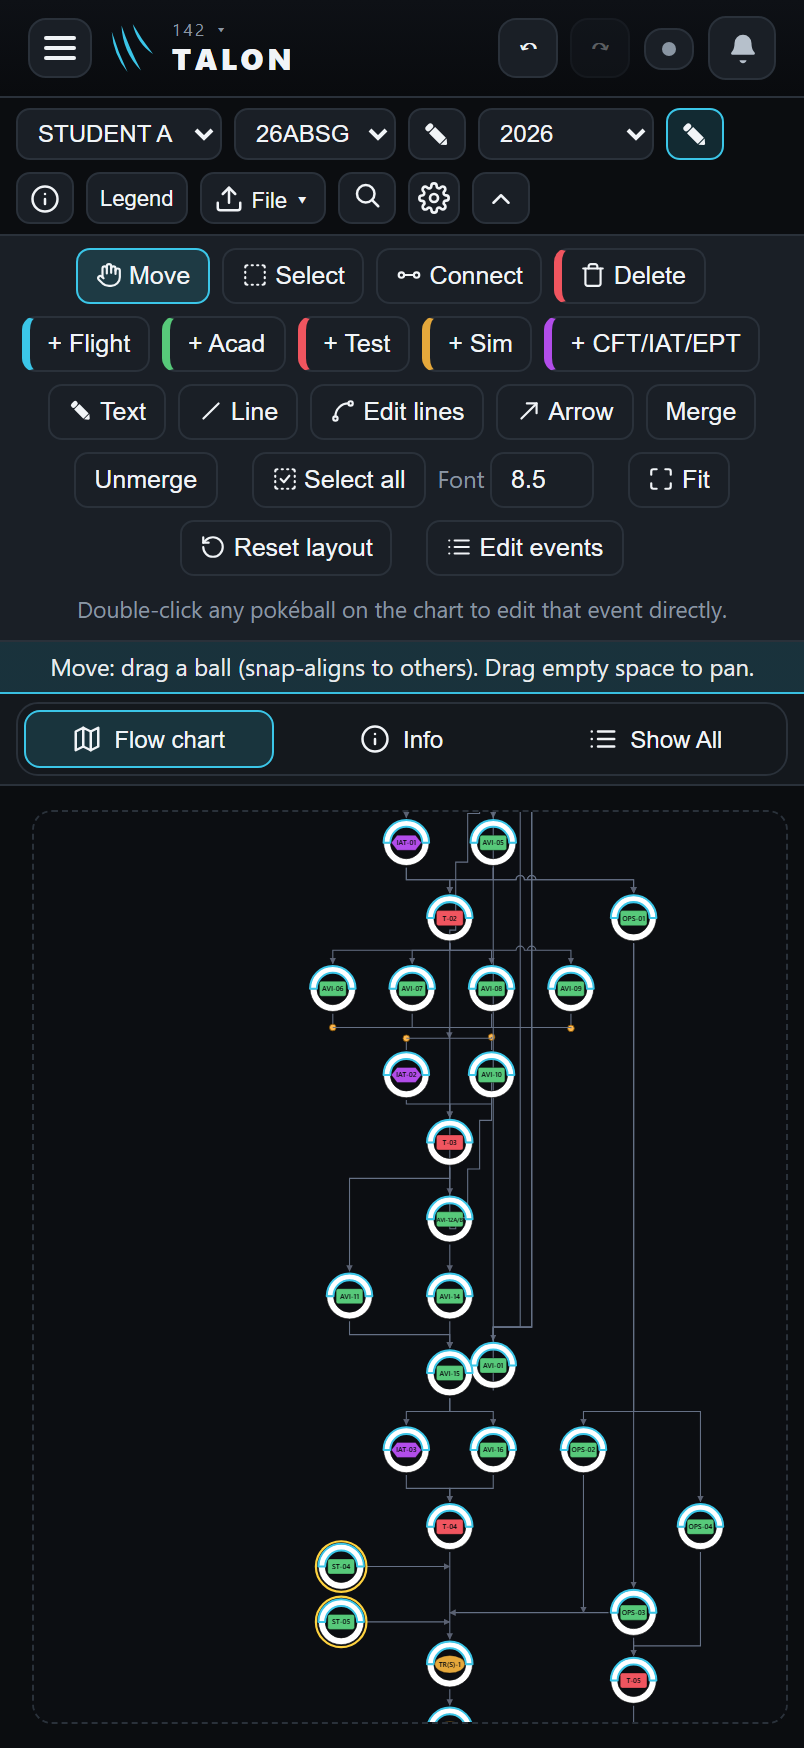 142
TALON
STUDENT A
26ABSG
2026
Legend
File
Move
Select
Connect
Delete
+ Flight
+ Acad
+ Test
+ Sim
+ CFT/IAT/EPT
Text
Line
Edit lines
Arrow
Merge
Unmerge
Select all
Font
8.5
Fit
Reset layout
Edit events
Double-click any pokéball on the chart to edit that event directly.
Move: drag a ball (snap-aligns to others). Drag empty space to pan.
Flow chart
Info
Show All
IAT-01
AVI-05
T-02
OPS-01
AVI-06
AVI-07
AVI-08
AVI-09
IAT-02
AVI-10
T-03
AVI-12A/B
AVI-11
AVI-14
AVI-15
AVI-01
IAT-03
AVI-16
OPS-02
T-04
OPS-04
ST-04
ST-05
OPS-03
TR(S)-1
T-05